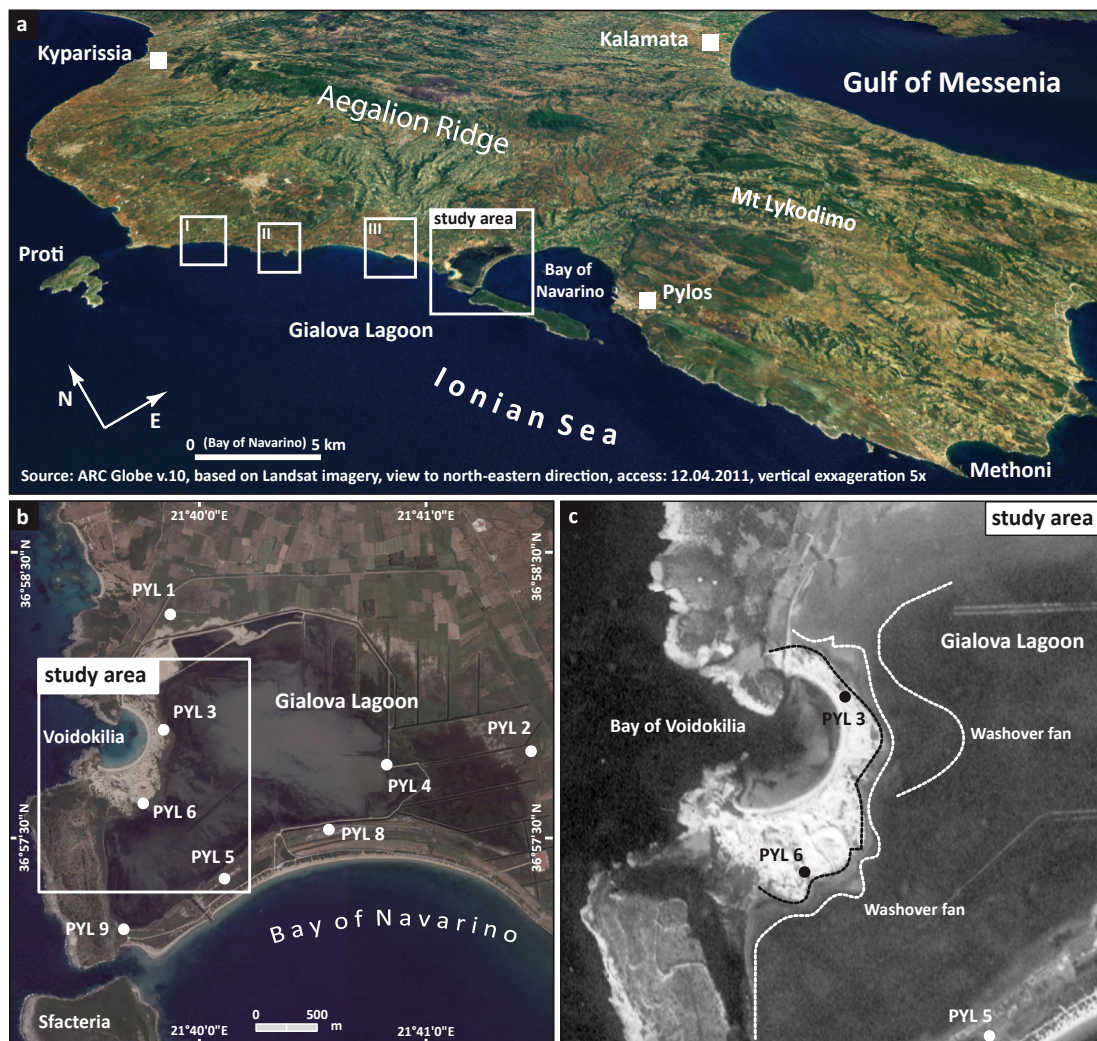 a
Kyparissia
Kalamata
Gulf of Messenia
Aegalion Ridge
Mt Lykodimo
I
II
III
study area
Proti
Bay of
Navarino
Pylos
Gialova Lagoon
Ionian Sea
N
E
0 (Bay of Navarino) 5 km
Methoni
Source: ARC Globe v.10, based on Landsat imagery, view to north-eastern direction, access: 12.04.2011, vertical exxageration 5x
b
21°40'0"E
21°41'0"E
36°58'30"N
36°58'30"N
PYL 1
study area
Gialova Lagoon
PYL 3
Voidokilia
PYL 2
PYL 4
PYL 6
36°57'30"N
36°57'30"N
PYL 8
PYL 5
PYL 9
Bay of Navarino
Sfacteria
0 500
m
21°40'0"E
21°41'0"E
c
study area
Gialova Lagoon
Bay of Voidokilia
PYL 3
Washover fan
PYL 6
Washover fan
PYL 5